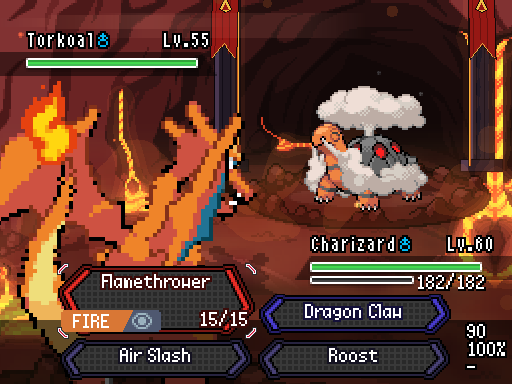 Torkoal Lv.55
Charizard Lv.60
182/182
Flamethrower
FIRE 15/15
Dragon Claw
Air Slash
Roost
90
100%
-